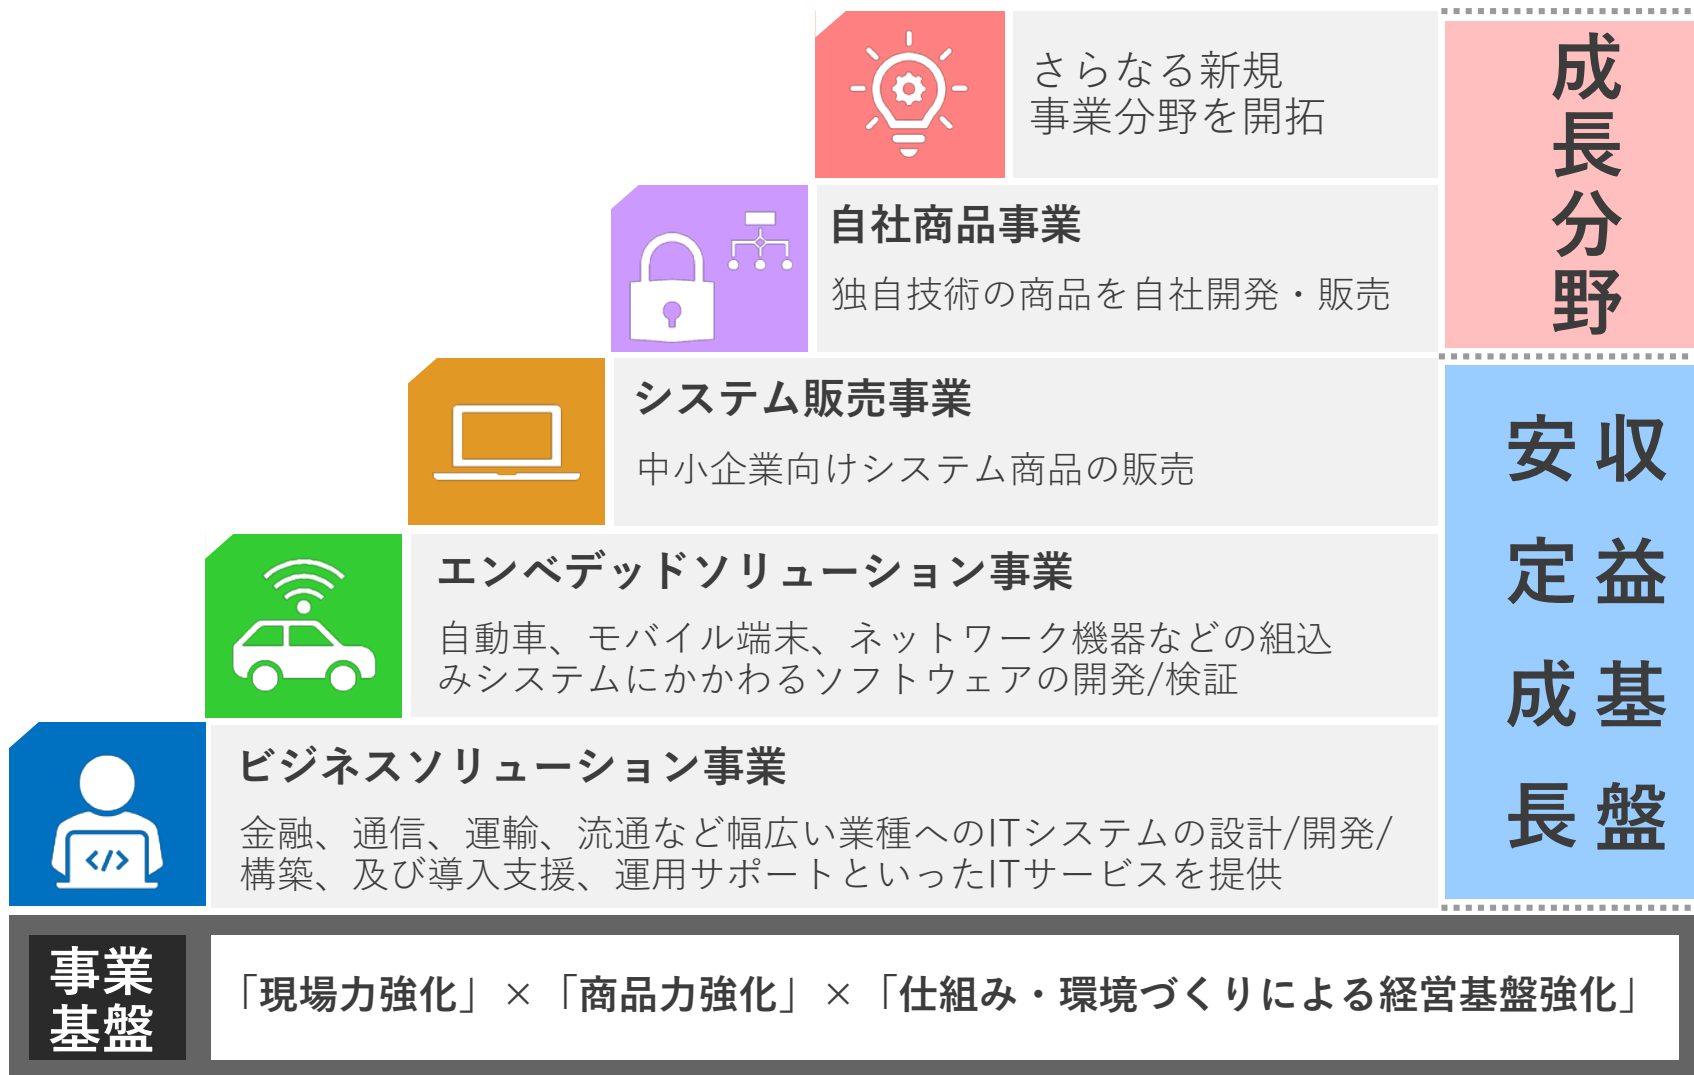 さらなる新規
事業分野を開拓
成長分野
自社商品事業
独自技術の商品を自社開発・販売
システム販売事業
中小企業向けシステム商品の販売
エンベデッドソリューション事業
自動車、モバイル端末、ネットワーク機器などの組込
みシステムにかかわるソフトウェアの開発/検証
ビジネスソリューション事業
金融、通信、運輸、流通など幅広い業種へのITシステムの設計/開発/
構築、及び導入支援、運用サポートといったITサービスを提供
収益基盤
安定成長
</>
事業
基盤
「現場力強化」×「商品力強化」×「仕組み・環境づくりによる経営基盤強化」